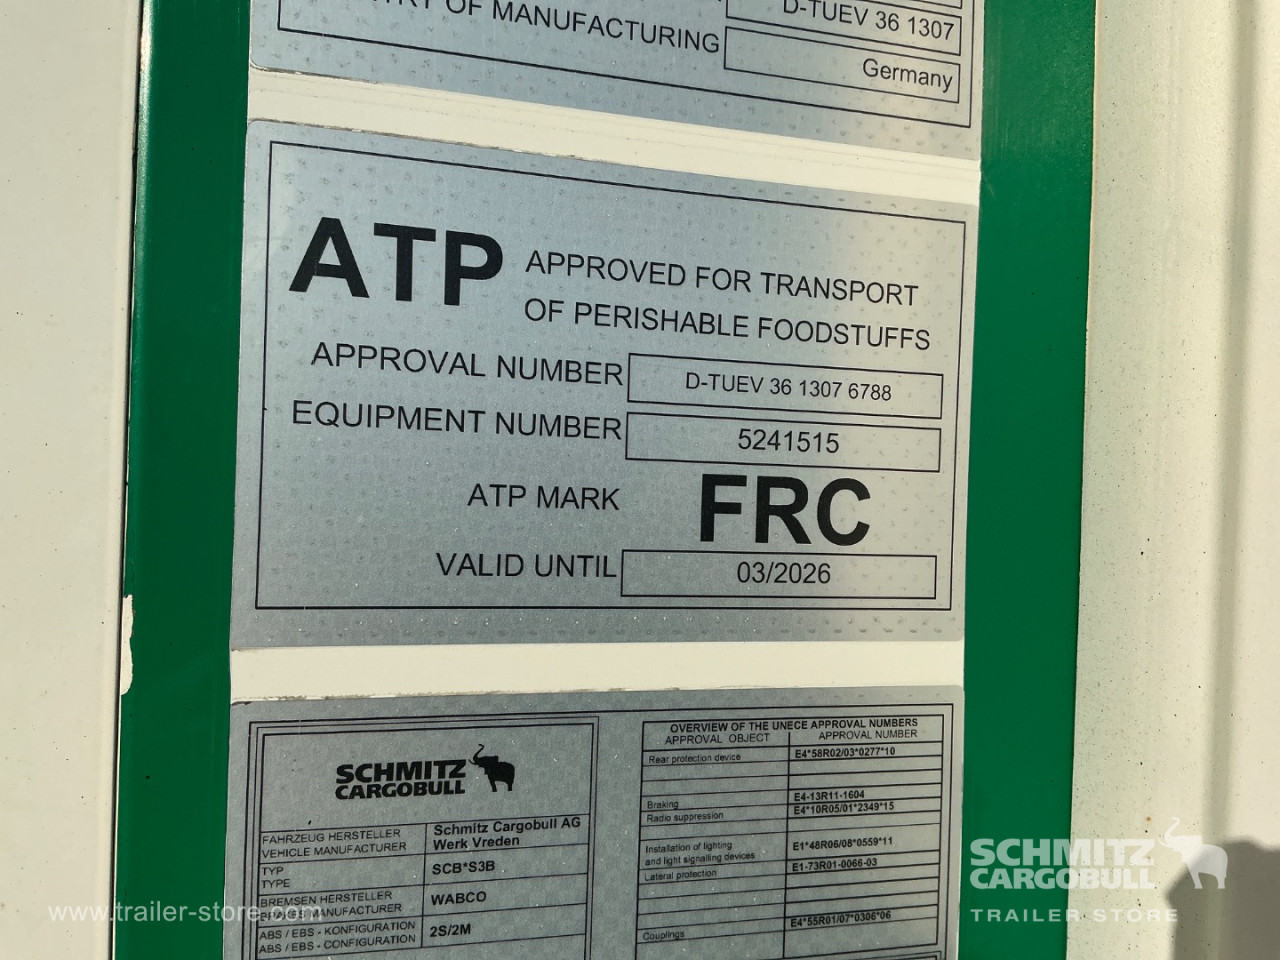 D-TUEV 36 1307
OF MANUFACTURING Germany
ATP APPROVED FOR TRANSPORT
OF PERISHABLE FOODSTUFFS
APPROVAL NUMBER D-TUEV 36 1307 6788
EQUIPMENT NUMBER 5241515
ATP MARK FRC
VALID UNTIL 03/2026
SCHMITZ
CARGOBULL
FAHRZEUG HERSTELLER Schmitz Cargobull AG
VEHICLE MANUFACTURER Werk Vreden
TYP SCB*S3B
TYPE
BREMSEN HERSTELLER WABCO
MANUFACTURER
ABS / EBS - KONFIGURATION 2S/2M
ABS / EBS - CONFIGURATION
OVERVIEW OF THE UNECE APPROVAL NUMBERS
APPROVAL OBJECT APPROVAL NUMBER
Rear protection device E4*58R02/03*0277*10
Braking E4-13R11-1604
Radio suppression E4*10R05/01*2349*15
Installation of lighting E1*48R06/08*0559*11
and light signalling devices
Lateral protection E1-73R01-0066-03
Couplings E4*55R01/07*0306*06
www.trailer-store.com
SCHMITZ
CARGOBULL
TRAILER STORE